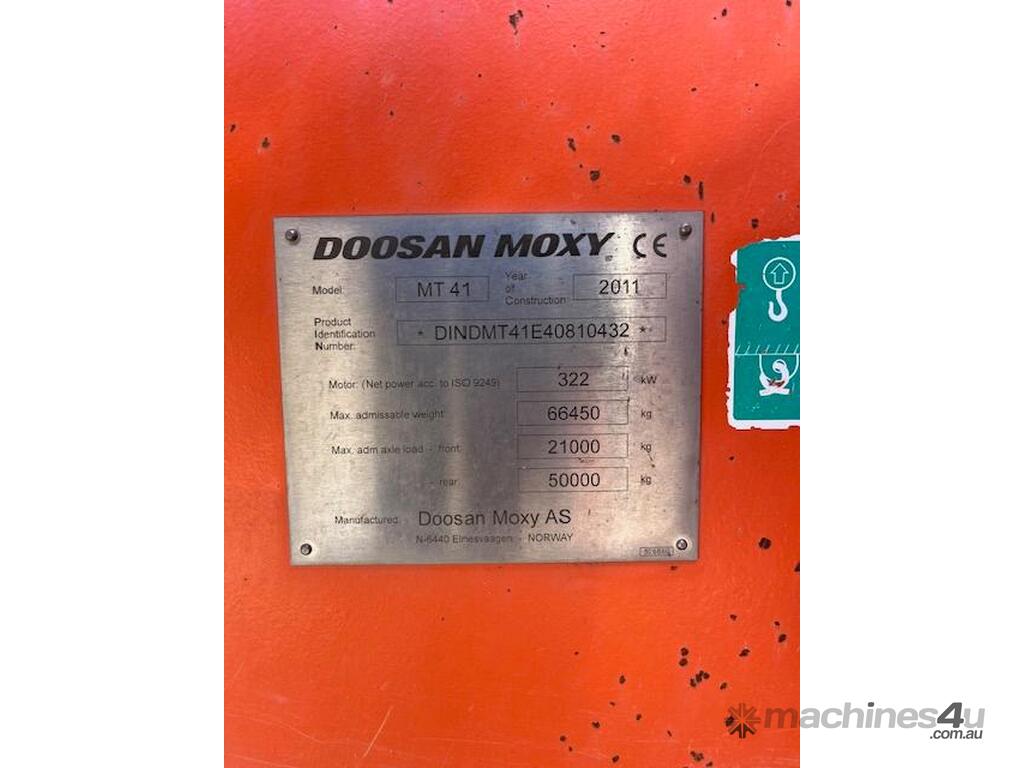 DOOSAN MOXY CE
Model: MT 41 Year of Construction: 2011
Product Identification Number: * DINDMT41E40810432 *
Motor: (Net power acc. to ISO 9249) 322 kW
Max. admissable weight: 66450 kg
Max. adm axle load - front: 21000 kg
- rear: 50000 kg
Manufactured: Doosan Moxy AS
N-6440 Elnesvaagen - NORWAY
machines4u
.com.au